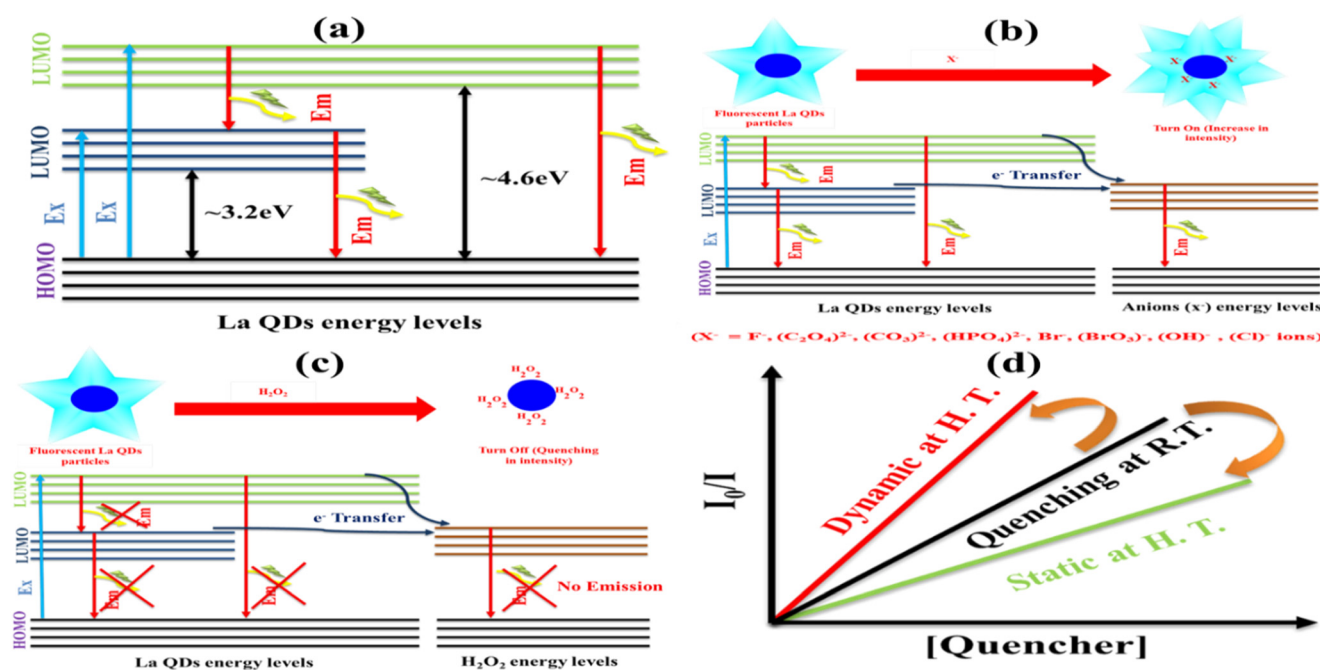 (a)
LUMO
LUMO
HOMO
Ex
Ex
Em
Em
Em
~3.2eV
~4.6eV
La QDs energy levels
(b)
X-
Fluorescent La QDs
particles
Turn On (Increase in
intensity)
X-
X-
X-
X-
LUMO
LUMO
HOMO
Ex
Em
Em
Em
Em
e- Transfer
La QDs energy levels
Anions (x-) energy levels
(X- = F-, (C2O4)2-, (CO3)2-, (HPO4)2-, Br-, (BrO3)-, (OH)- , (Cl)- ions)
(c)
H2O2
Fluorescent La QDs
particles
H2O2
H2O2
H2O2
H2O2
Turn Off (Quenching
in intensity)
LUMO
LUMO
HOMO
Ex
Em
Em
Em
Em
e- Transfer
No Emission
La QDs energy levels
H2O2 energy levels
(d)
I0/I
Dynamic at H. T.
Quenching at R.T.
Static at H. T.
[Quencher]